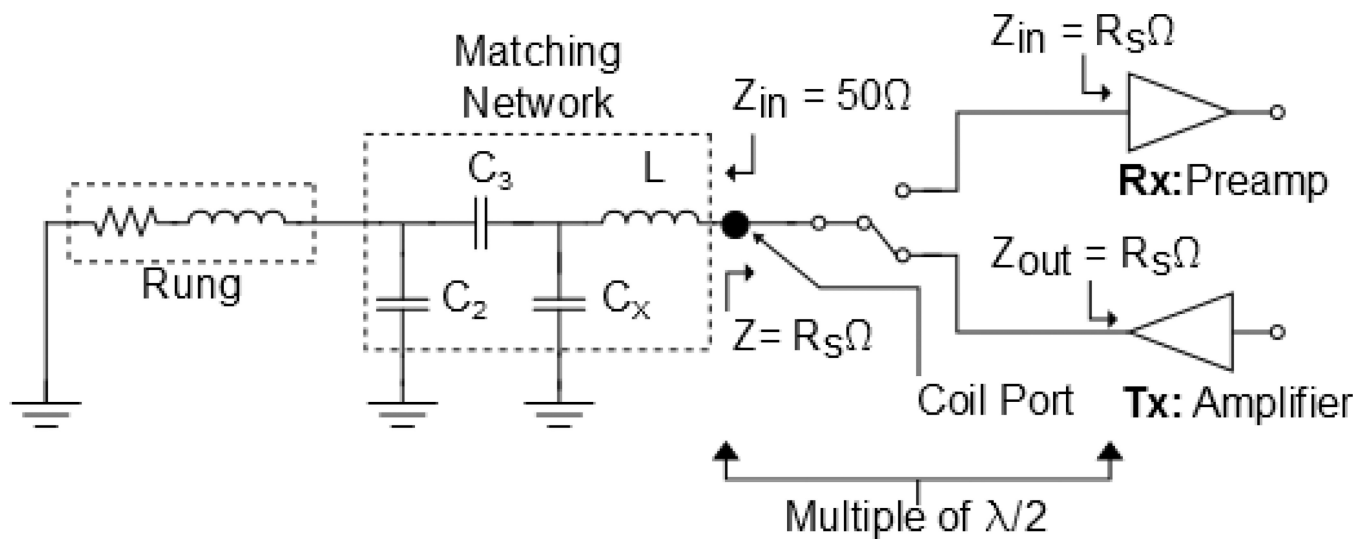 Matching
Network
Z_in = 50Ω
Z_in = R_SΩ
C_3
L
Rx:Preamp
Rung
C_2
C_X
Z= R_SΩ
Z_out = R_SΩ
Coil Port
Tx: Amplifier
Multiple of λ/2